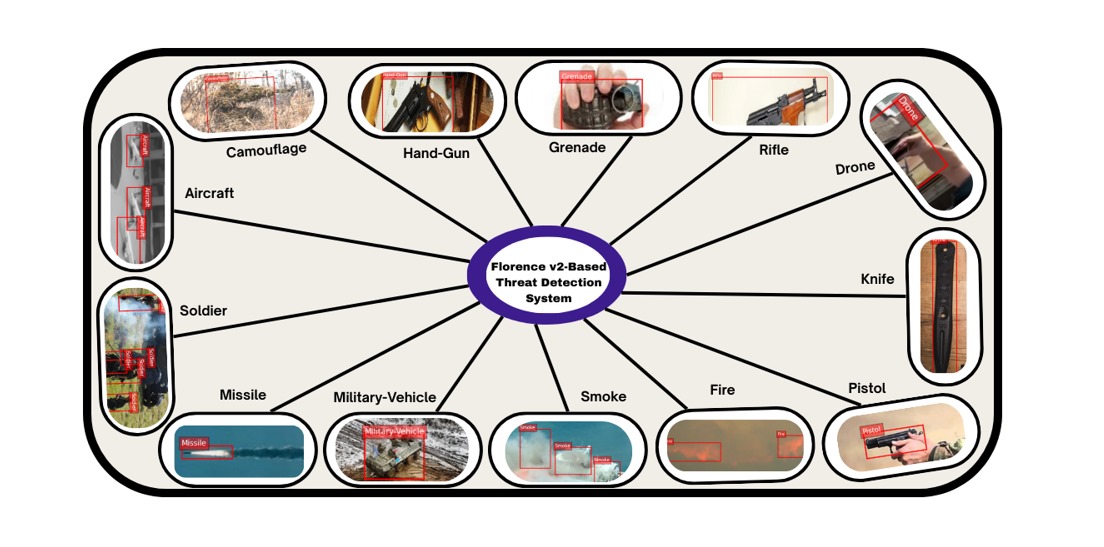 Camouflage
Hand-Gun
Grenade
Grenade
Rifle
Drone
Drone
Hand-Gun
Aircraft
Aircraft
Aircraft
Aircraft
Florence v2-Based
Threat Detection
System
Knife
Soldier
Soldier
Soldier
Soldier
Soldier
Missile
Military-Vehicle
Smoke
Fire
Pistol
Missile
Military-Vehicle
Smoke
Smoke
Smoke
Fire
Pistol